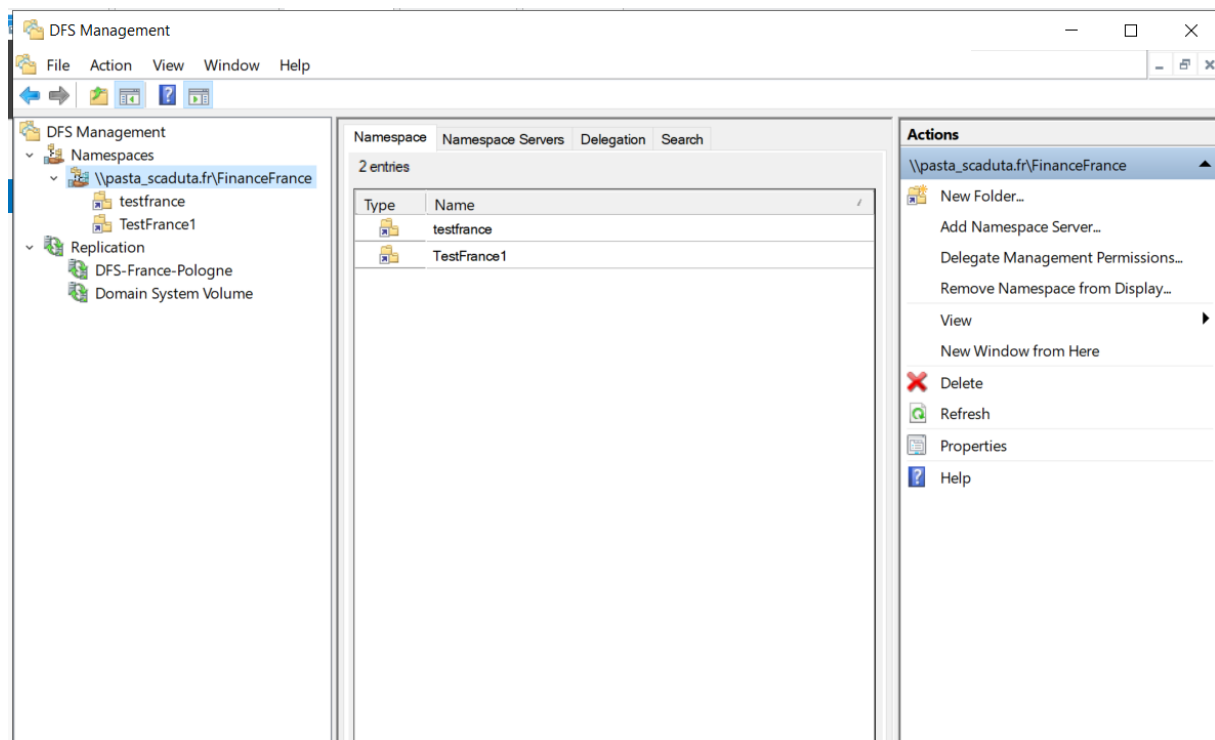 DFS Management
File Action View Window Help
DFS Management
Namespaces
\\pasta_scaduta.fr\FinanceFrance
testfrance
TestFrance1
Replication
DFS-France-Pologne
Domain System Volume
Namespace Namespace Servers Delegation Search
2 entries
Type Name
testfrance
TestFrance1
Actions
\\pasta_scaduta.fr\FinanceFrance
New Folder...
Add Namespace Server...
Delegate Management Permissions...
Remove Namespace from Display...
View
New Window from Here
Delete
Refresh
Properties
Help